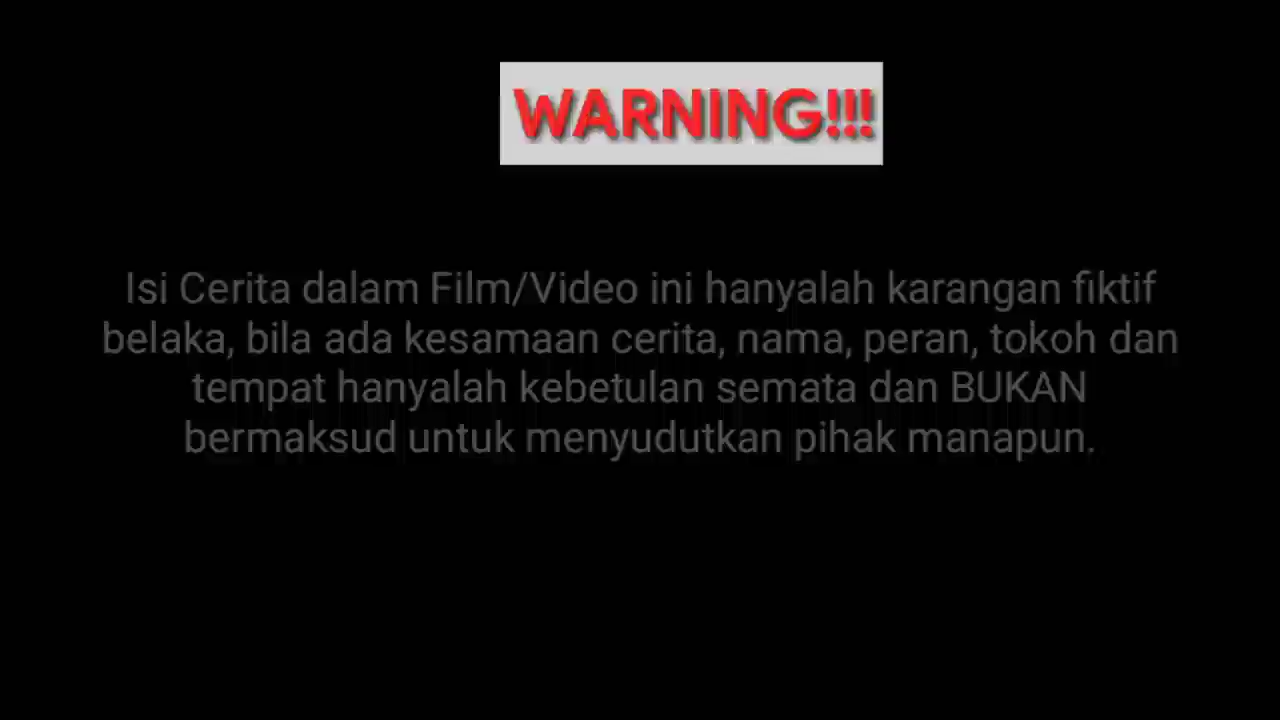 WARNING!!!
Isi Cerita dalam Film/Video ini hanyalah karangan fiktif
belaka, bila ada kesamaan cerita, nama, peran, tokoh dan
tempat hanyalah kebetulan semata dan BUKAN
bermaksud untuk menyudutkan pihak manapun.